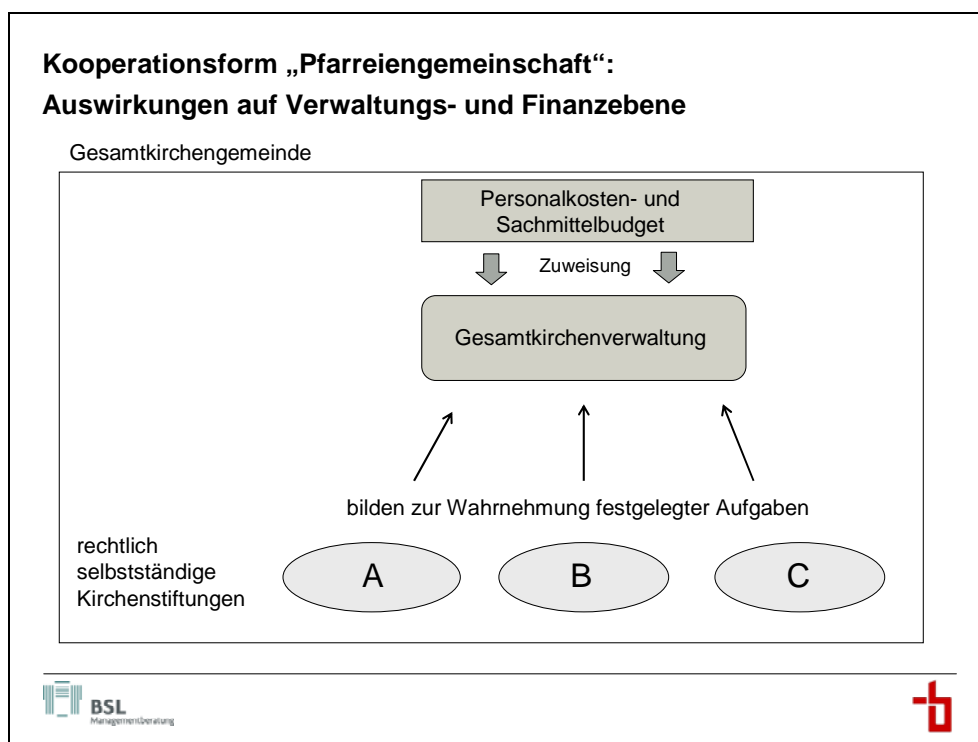 Kooperationsform „Pfarreiengemeinschaft“:
Auswirkungen auf Verwaltungs- und Finanzebene
Gesamtkirchengemeinde
Personalkosten- und
Sachmittelbudget
Zuweisung
Gesamtkirchenverwaltung
bilden zur Wahrnehmung festgelegter Aufgaben
rechtlich
selbstständige
Kirchenstiftungen
A
B
C
BSL
Managementberatung